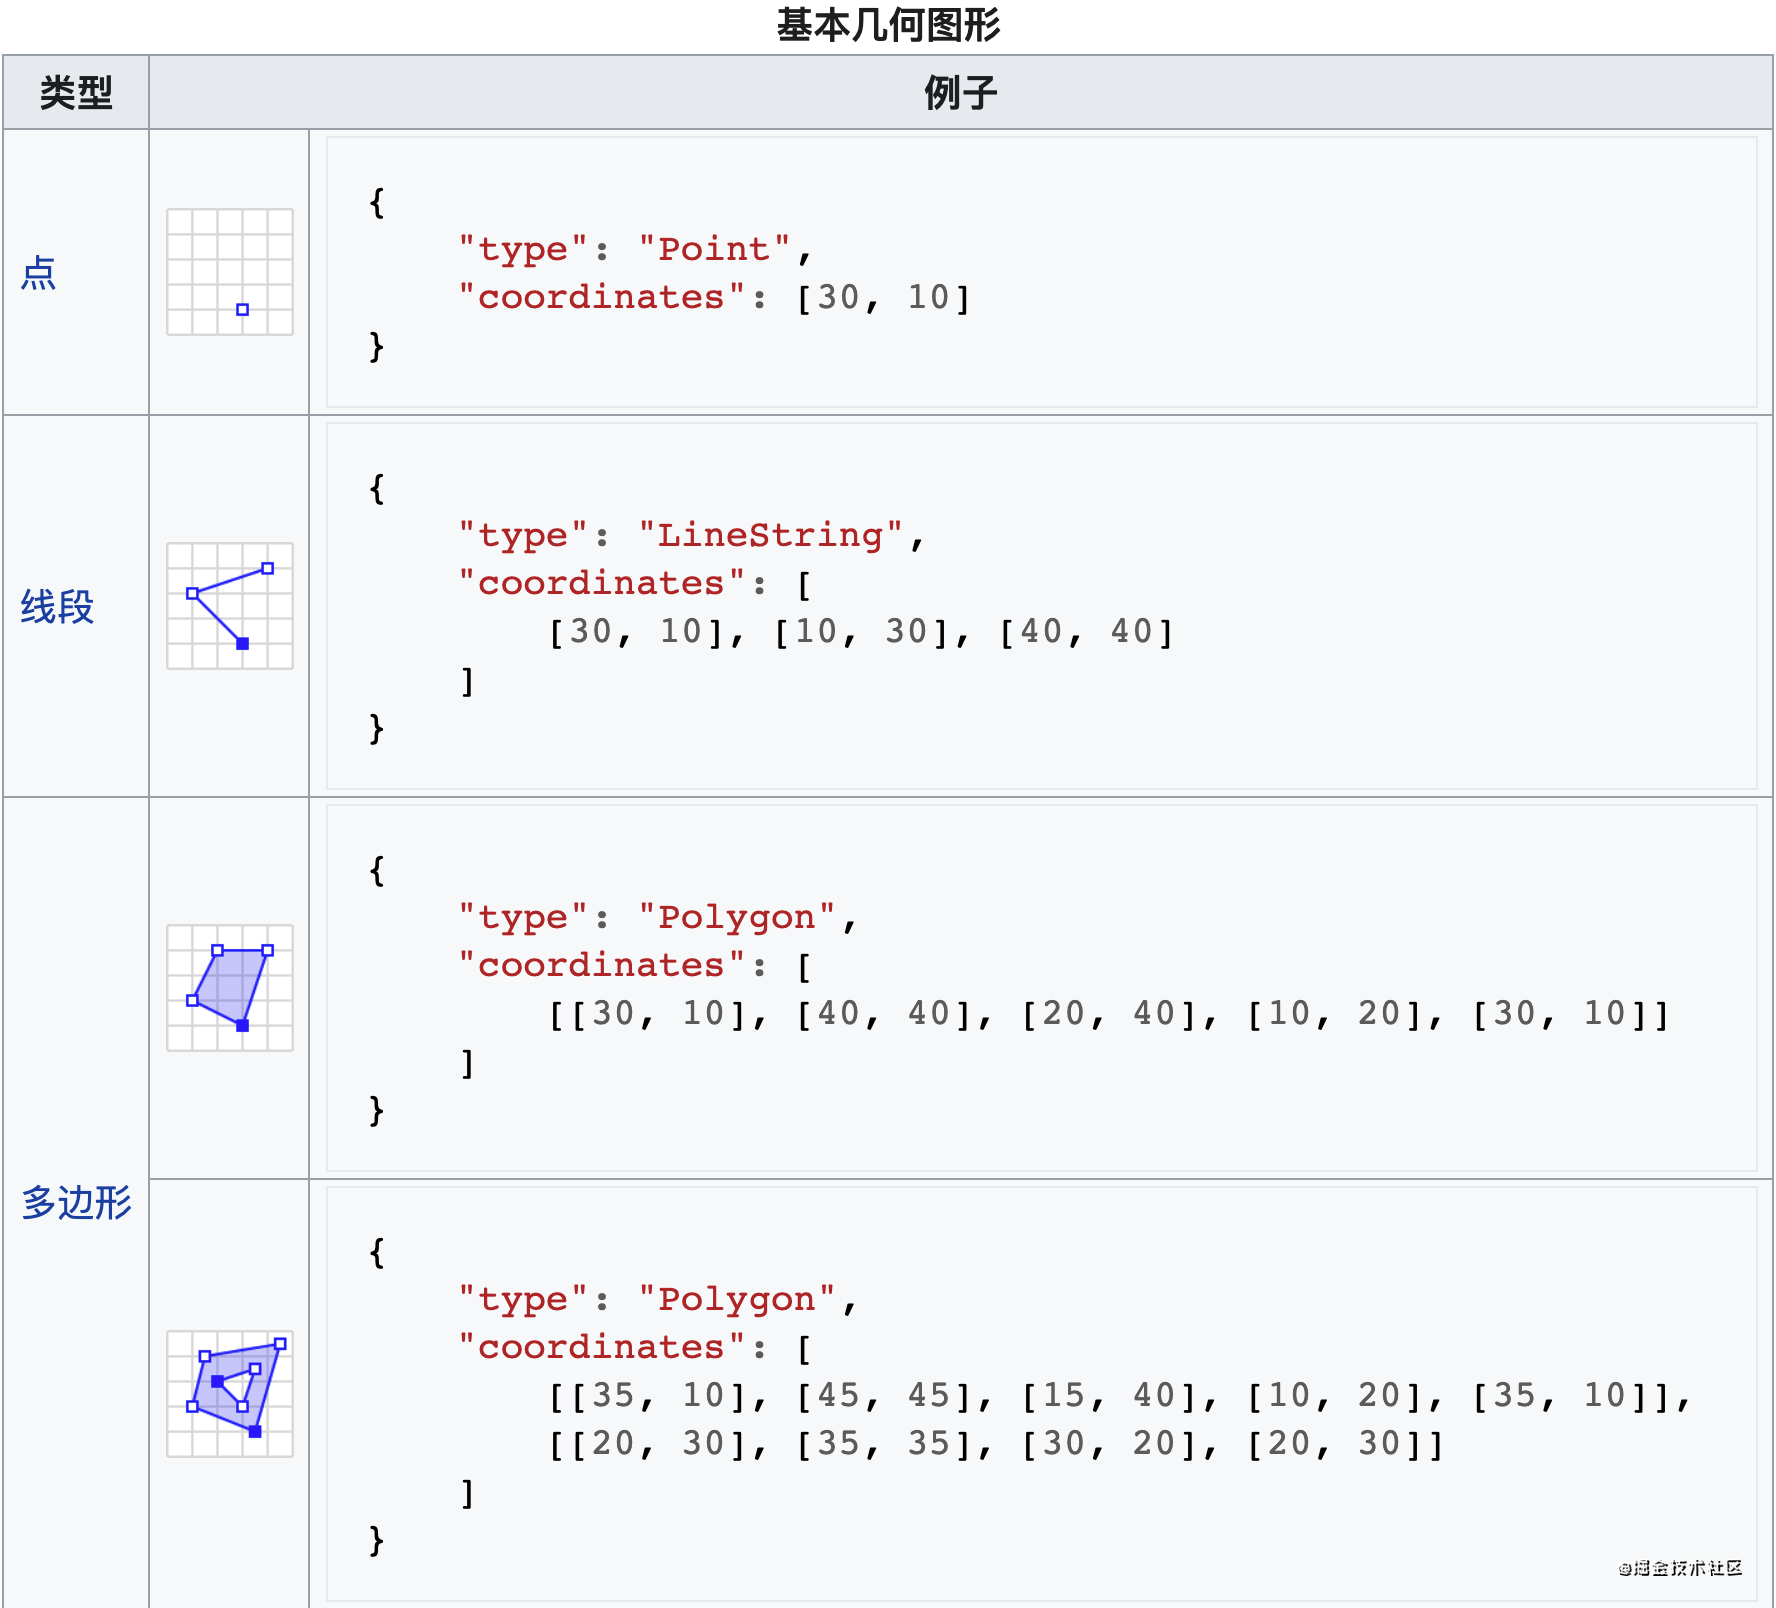 基本几何图形
类型 例子
点
{
"type": "Point",
"coordinates": [30, 10]
}
线段
{
"type": "LineString",
"coordinates": [
[30, 10], [10, 30], [40, 40]
]
}
多边形
{
"type": "Polygon",
"coordinates": [
[[30, 10], [40, 40], [20, 40], [10, 20], [30, 10]]
]
}
{
"type": "Polygon",
"coordinates": [
[[35, 10], [45, 45], [15, 40], [10, 20], [35, 10]],
[[20, 30], [35, 35], [30, 20], [20, 30]]
]
}
@掘金技术社区